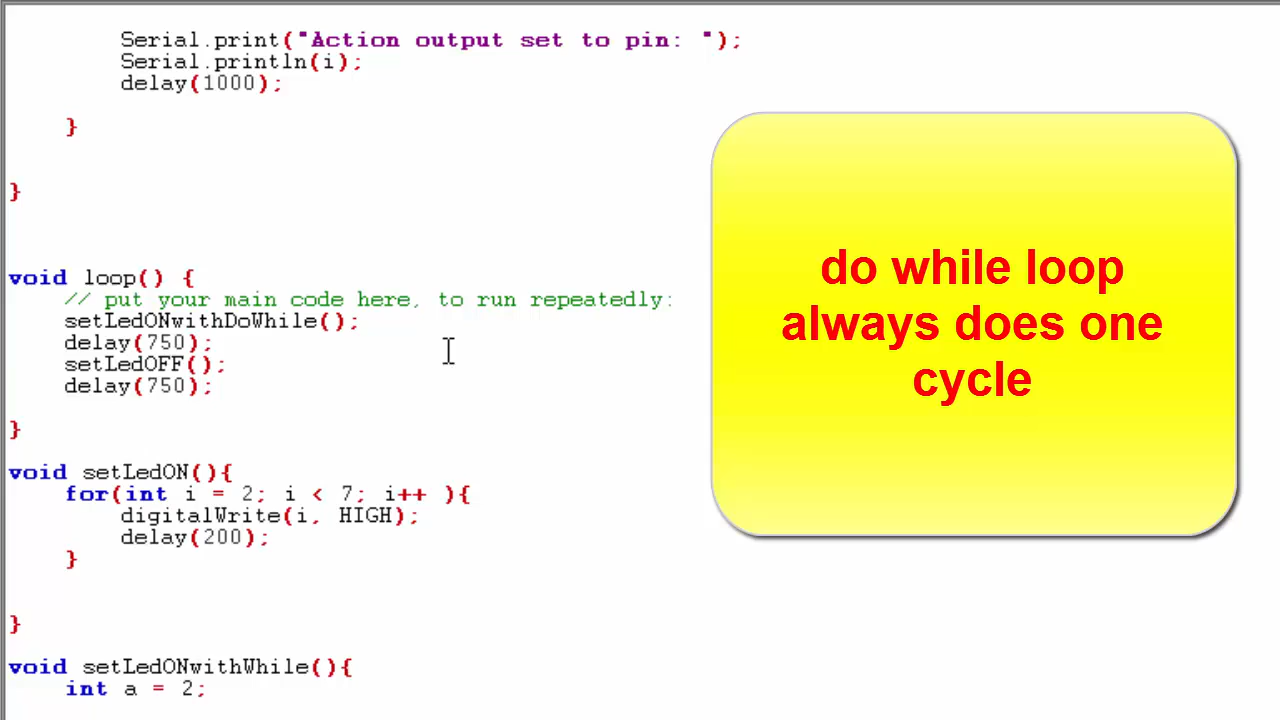 Serial.print("Action output set to pin: ");
Serial.println(i);
delay(1000);
}
}
void loop() {
// put your main code here, to run repeatedly:
setLedONwithDoWhile();
delay(750);
setLedOFF();
delay(750);
}
void setLedON(){
for(int i = 2; i < 7; i++ ){
digitalWrite(i, HIGH);
delay(200);
}
}
void setLedONwithWhile(){
int a = 2;
do while loop
always does one
cycle